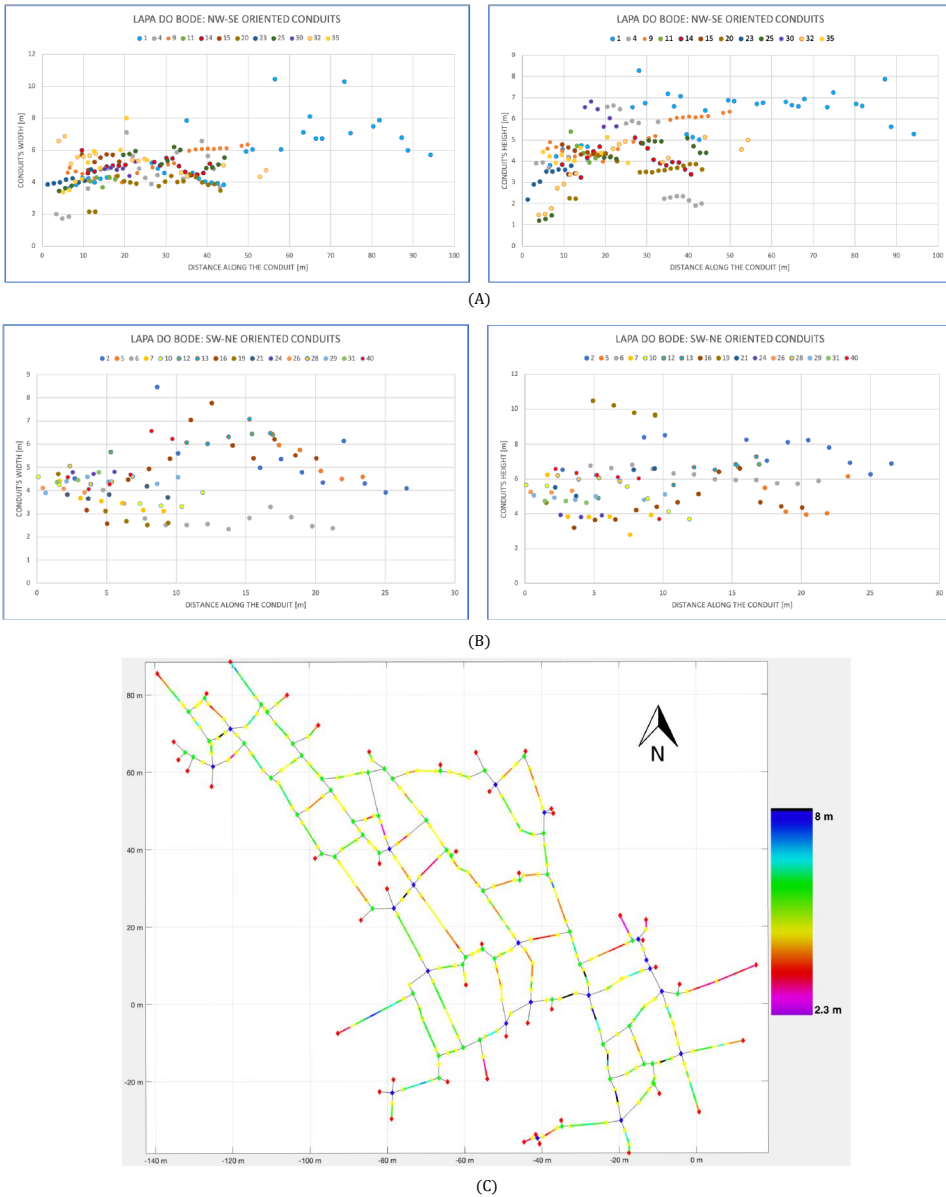 LAPA DO BODE: NW-SE ORIENTED CONDUITS
1 4 9 11 14 15 20 23 25 30 32 35
12
10
8
6
4
2
0
CONDUIT'S WIDTH [m]
0 10 20 30 40 50 60 70 80 90 100
DISTANCE ALONG THE CONDUIT [m]
LAPA DO BODE: NW-SE ORIENTED CONDUITS
1 4 9 11 14 15 20 23 25 30 32 35
9
8
7
6
5
4
3
2
1
0
CONDUIT'S HEIGHT [m]
0 10 20 30 40 50 60 70 80 90 100
DISTANCE ALONG THE CONDUIT [m]
(A)
LAPA DO BODE: SW-NE ORIENTED CONDUITS
2 5 6 7 10 12 13 16 19 21 24 26 28 29 31 40
9
8
7
6
5
4
3
2
1
0
CONDUIT'S WIDTH [m]
0 5 10 15 20 25 30
DISTANCE ALONG THE CONDUIT [m]
LAPA DO BODE: SW-NE ORIENTED CONDUITS
2 5 6 7 10 12 13 16 19 21 24 26 28 29 31 40
12
10
8
6
4
2
0
CONDUIT'S HEIGHT [m]
0 5 10 15 20 25 30
DISTANCE ALONG THE CONDUIT [m]
(B)
80 m
60 m
40 m
20 m
0 m
-20 m
-140 m -120 m -100 m -80 m -60 m -40 m -20 m 0 m
N
8 m
2.3 m
(C)